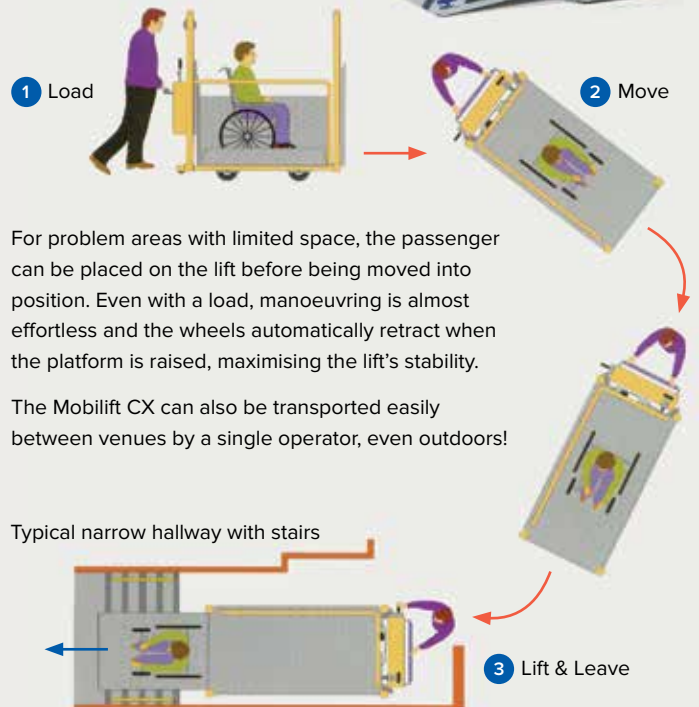 1 Load
2 Move
For problem areas with limited space, the passenger
can be placed on the lift before being moved into
position. Even with a load, manoeuvring is almost
effortless and the wheels automatically retract when
the platform is raised, maximising the lift’s stability.
The Mobilift CX can also be transported easily
between venues by a single operator, even outdoors!
Typical narrow hallway with stairs
3 Lift & Leave